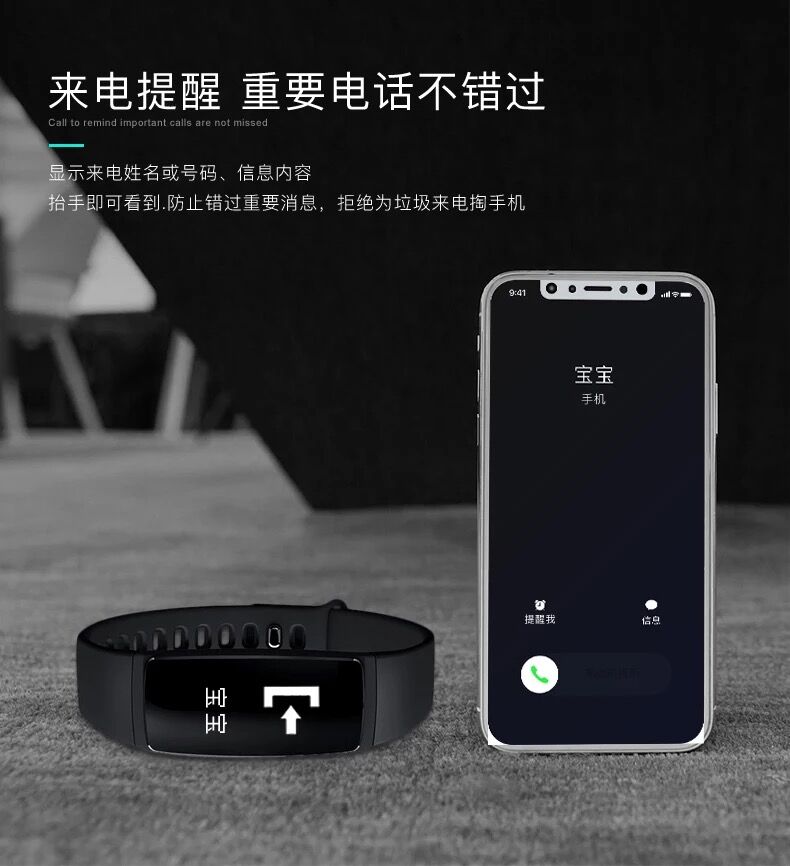 来电提醒 重要电话不错过
Call to remind important calls are not missed
显示来电姓名或号码、信息内容
抬手即可看到.防止错过重要消息，拒绝为垃圾来电掏手机
9:41
宝宝
手机
提醒我
信息
宝宝